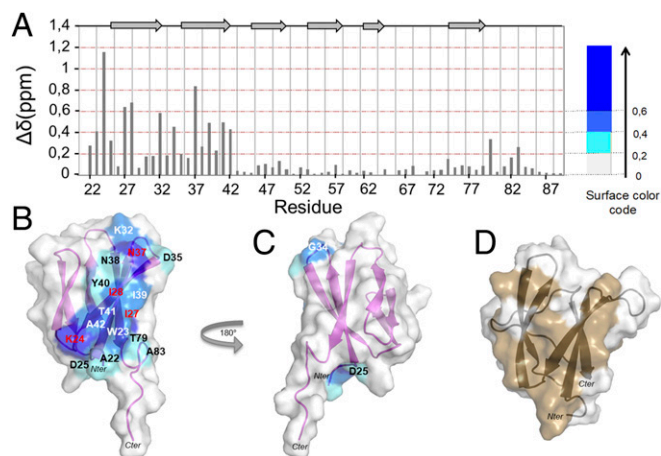 A
1,4
1,2
1
0,8
0,6
0,4
0,2
0
Δδ(ppm)
22 27 32 37 42 47 52 57 62 67 72 77 82 87
Residue
0,6
0,4
0,2
0
Surface color
code
B
K32
N38
D35
Y40
I28
I39
T41
I27
A42
W23
K24
T79
A83
D25
A22
Nter
Cter
180°
C
G34
Nter
D25
Cter
D
Cter
Nter